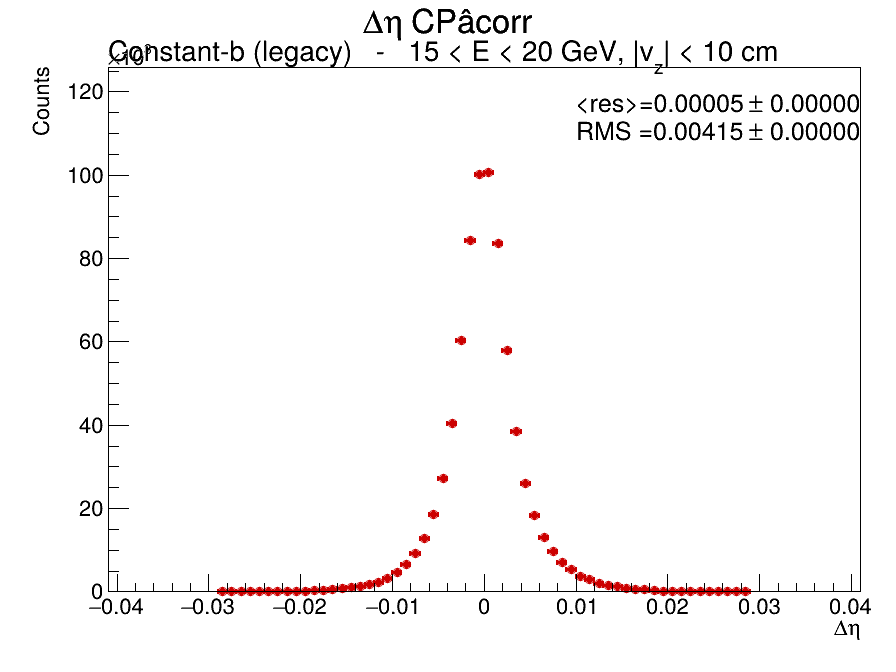 Δη CPâcorr
Constant-b (legacy) - 15 < E < 20 GeV, |v_z| < 10 cm
×10³
<res>=0.00005 ± 0.00000
RMS =0.00415 ± 0.00000
Counts
120
100
80
60
40
20
0
−0.04 −0.03 −0.02 −0.01 0 0.01 0.02 0.03 0.04
Δη